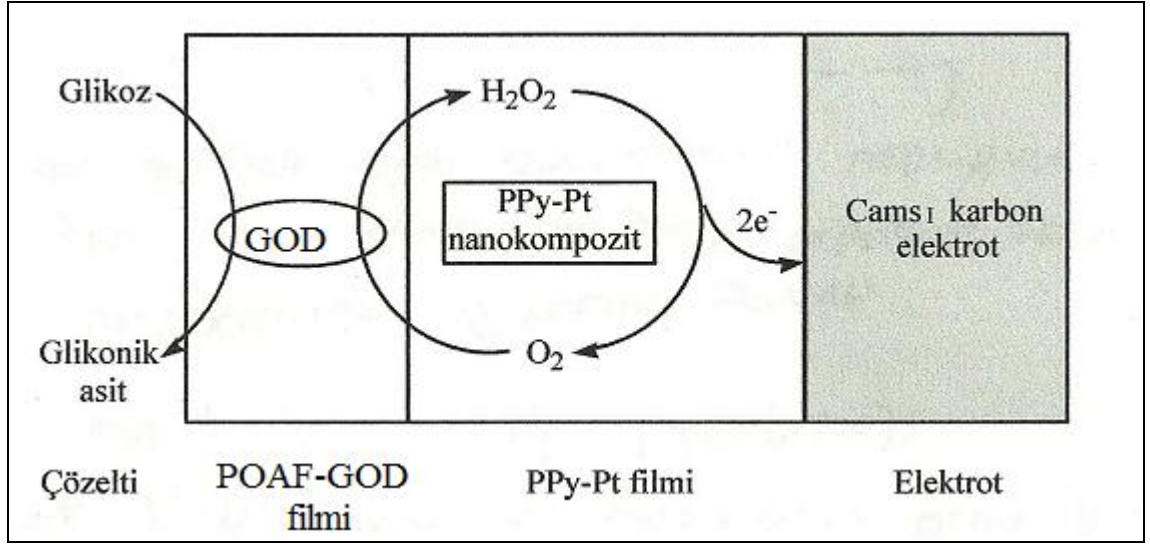 Glikoz
H₂O₂
PPy-Pt
nanokompozit
GOD
2e⁻
Camsı karbon
elektrot
Glikonik
asit
O₂
Çözelti
POAF-GOD
filmi
PPy-Pt filmi
Elektrot